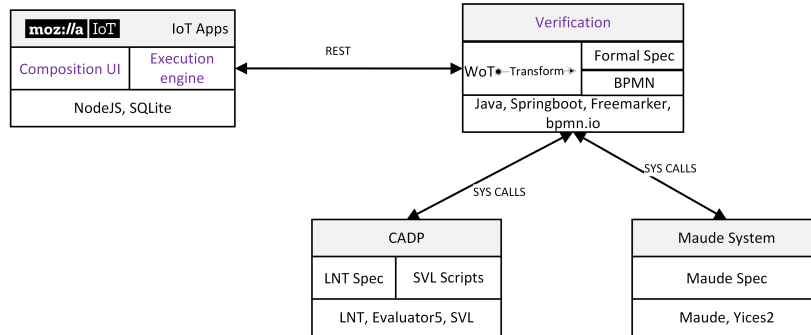 moz://a IoT IoT Apps
Composition UI
Execution
engine
NodeJS, SQLite
REST
Verification
WoT Transform
Formal Spec
BPMN
Java, Springboot, Freemarker,
bpmn.io
SYS CALLS
SYS CALLS
CADP
LNT Spec
SVL Scripts
LNT, Evaluator5, SVL
Maude System
Maude Spec
Maude, Yices2